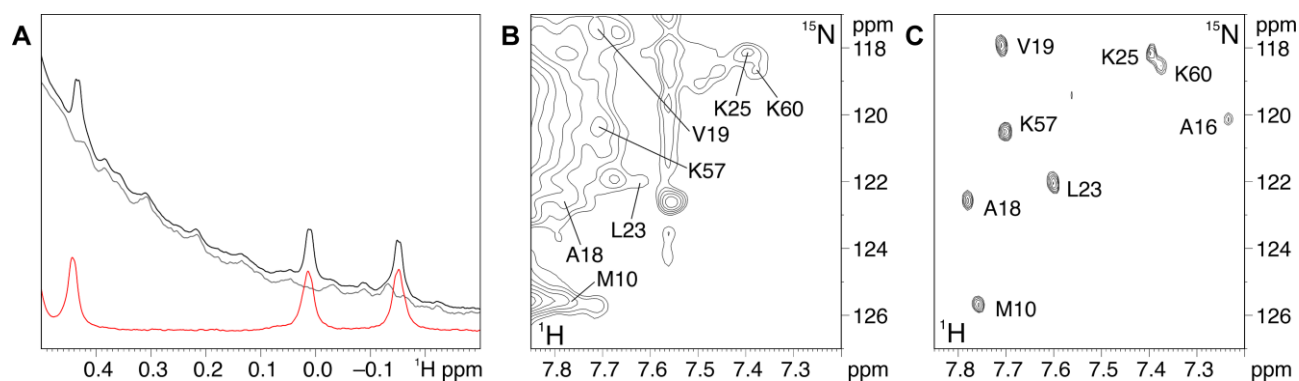 A
0.4 0.3 0.2 0.1 0.0 –0.1 ¹H ppm
B
¹⁵N
ppm
118
120
122
124
126
K25
K60
V19
K57
L23
A18
M10
¹H
7.8 7.7 7.6 7.5 7.4 7.3 ppm
C
¹⁵N
ppm
118
120
122
124
126
V19
K25
K60
K57
A16
L23
A18
M10
¹H
7.8 7.7 7.6 7.5 7.4 7.3 ppm